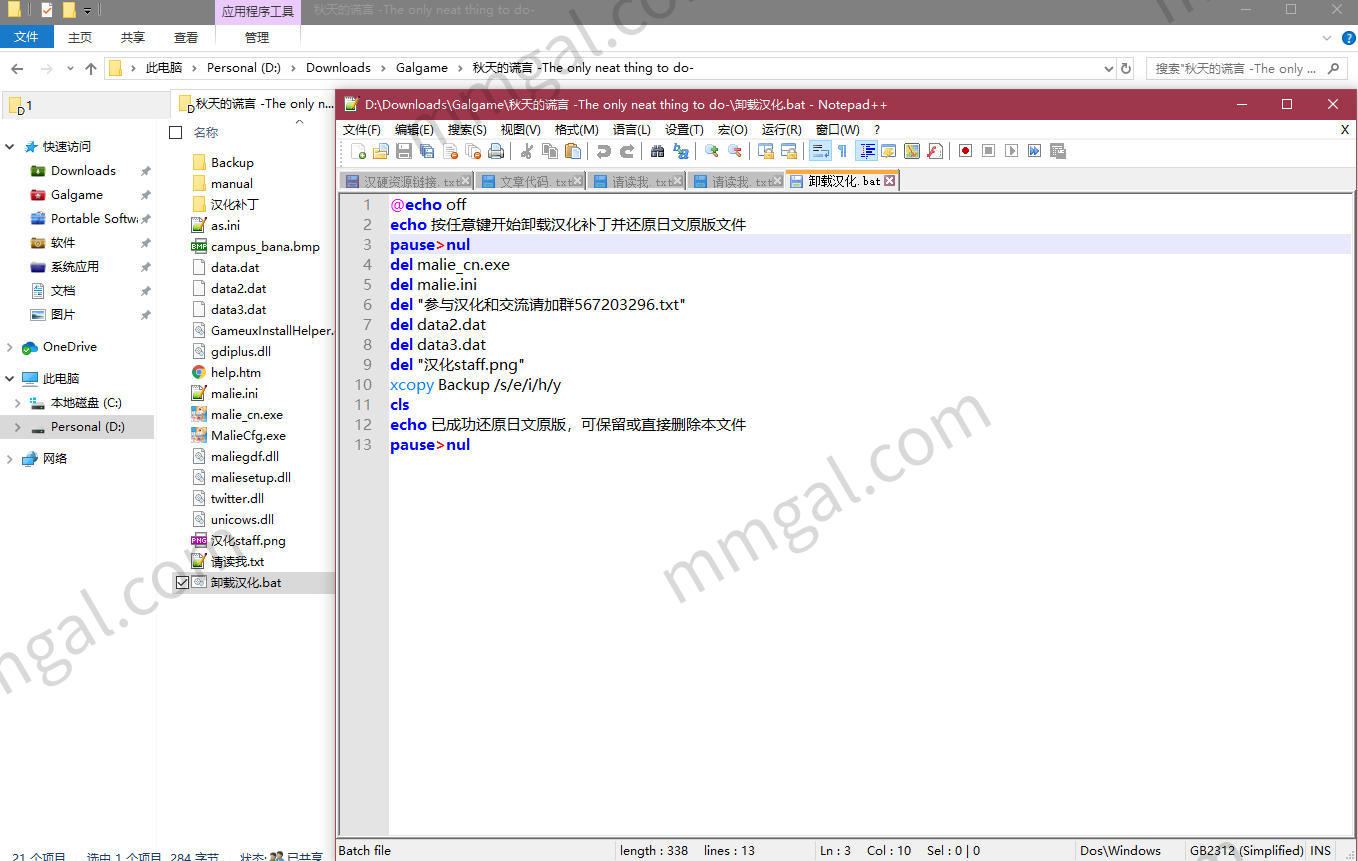 应用程序工具 秋天的谎言 -The only neat thing to do-
文件 主页 共享 查看 管理
此电脑 Personal (D:) Downloads Galgame 秋天的谎言 -The only neat thing to do-
搜索"秋天的谎言 -The only ...
1
秋天的谎言 -The only n...
快速访问
Downloads
Galgame
Portable Softwa
软件
系统应用
文档
图片
OneDrive
此电脑
本地磁盘 (C:)
Personal (D:)
网络
名称
Backup
manual
汉化补丁
as.ini
campus_bana.bmp
data.dat
data2.dat
data3.dat
GameuxInstallHelper.
gdiplus.dll
help.htm
malie.ini
malie_cn.exe
MalieCfg.exe
maliegdf.dll
maliesetup.dll
twitter.dll
unicows.dll
汉化staff.png
请读我.txt
卸载汉化.bat
21 个项目 选中 1 个项目 284 字节 状态: 已共享
D:\Downloads\Galgame\秋天的谎言 -The only neat thing to do-\卸载汉化.bat - Notepad++
文件(F) 编辑(E) 搜索(S) 视图(V) 格式(M) 语言(L) 设置(T) 宏(O) 运行(R) 窗口(W) ? X
汉硬资源链接.txt 文章代码.txt 请读我.txt 请读我.txt 卸载汉化.bat
1 @echo off
2 echo 按任意键开始卸载汉化补丁并还原日文原版文件
3 pause>nul
4 del malie_cn.exe
5 del malie.ini
6 del "参与汉化和交流请加群567203296.txt"
7 del data2.dat
8 del data3.dat
9 del "汉化staff.png"
10 xcopy Backup /s/e/i/h/y
11 cls
12 echo 已成功还原日文原版，可保留或直接删除本文件
13 pause>nul
Batch file length : 338 lines : 13 Ln : 3 Col : 10 Sel : 0 | 0 Dos\Windows GB2312 (Simplified) INS
mmgal.com
mmgal.com
mmgal.com